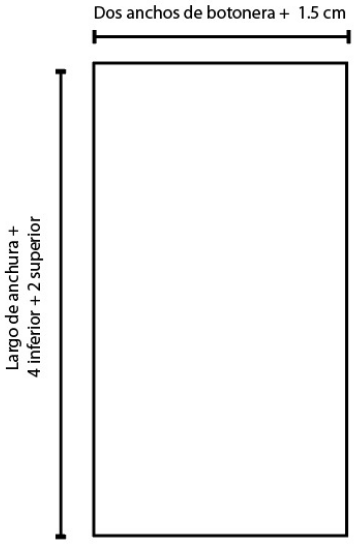 Dos anchos de botonera + 1.5 cm
Largo de anchura +
4 inferior + 2 superior